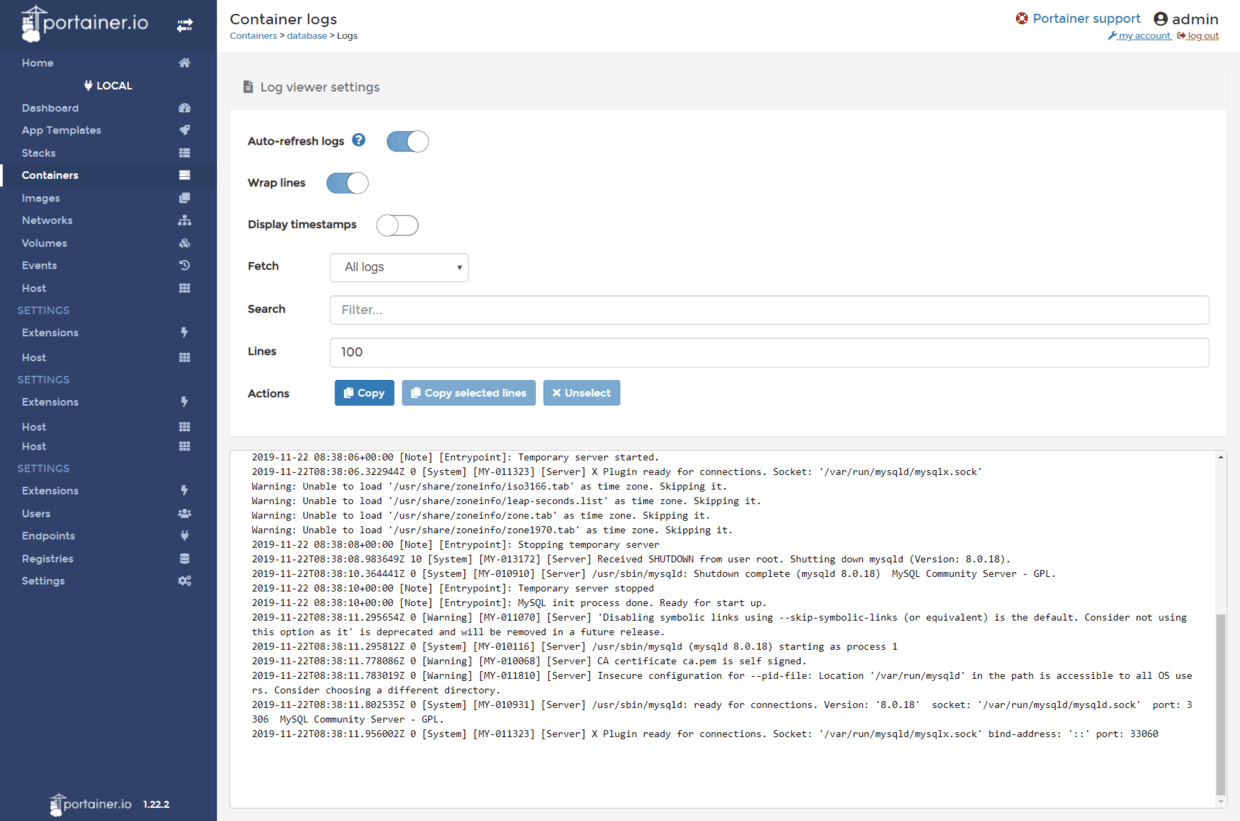 portainer.io
Container logs
Portainer support admin
Containers > database > Logs
my account log out
Home
LOCAL
Dashboard
App Templates
Stacks
Containers
Images
Networks
Volumes
Events
Host
SETTINGS
Extensions
Host
SETTINGS
Extensions
Host
Host
SETTINGS
Extensions
Users
Endpoints
Registries
Settings
portainer.io 1.22.2
Log viewer settings
Auto-refresh logs ?
Wrap lines
Display timestamps
Fetch All logs
Search Filter...
Lines 100
Actions Copy Copy selected lines Unselect
2019-11-22 08:38:06+00:00 [Note] [Entrypoint]: Temporary server started.
2019-11-22T08:38:06.322944Z 0 [System] [MY-011323] [Server] X Plugin ready for connections. Socket: '/var/run/mysqld/mysqlx.sock'
Warning: Unable to load '/usr/share/zoneinfo/iso3166.tab' as time zone. Skipping it.
Warning: Unable to load '/usr/share/zoneinfo/leap-seconds.list' as time zone. Skipping it.
Warning: Unable to load '/usr/share/zoneinfo/zone.tab' as time zone. Skipping it.
Warning: Unable to load '/usr/share/zoneinfo/zone1970.tab' as time zone. Skipping it.
2019-11-22 08:38:08+00:00 [Note] [Entrypoint]: Stopping temporary server
2019-11-22T08:38:08.983649Z 10 [System] [MY-013172] [Server] Received SHUTDOWN from user root. Shutting down mysqld (Version: 8.0.18).
2019-11-22T08:38:10.364441Z 0 [System] [MY-010910] [Server] /usr/sbin/mysqld: Shutdown complete (mysqld 8.0.18)  MySQL Community Server - GPL.
2019-11-22 08:38:10+00:00 [Note] [Entrypoint]: Temporary server stopped
2019-11-22 08:38:10+00:00 [Note] [Entrypoint]: MySQL init process done. Ready for start up.
2019-11-22T08:38:11.295654Z 0 [Warning] [MY-011070] [Server] 'Disabling symbolic links using --skip-symbolic-links (or equivalent) is the default. Consider not using
this option as it' is deprecated and will be removed in a future release.
2019-11-22T08:38:11.295812Z 0 [System] [MY-010116] [Server] /usr/sbin/mysqld (mysqld 8.0.18) starting as process 1
2019-11-22T08:38:11.778086Z 0 [Warning] [MY-010068] [Server] CA certificate ca.pem is self signed.
2019-11-22T08:38:11.783019Z 0 [Warning] [MY-011810] [Server] Insecure configuration for --pid-file: Location '/var/run/mysqld' in the path is accessible to all OS use
rs. Consider choosing a different directory.
2019-11-22T08:38:11.802535Z 0 [System] [MY-010931] [Server] /usr/sbin/mysqld: ready for connections. Version: '8.0.18'  socket: '/var/run/mysqld/mysqld.sock'  port: 3
306  MySQL Community Server - GPL.
2019-11-22T08:38:11.956002Z 0 [System] [MY-011323] [Server] X Plugin ready for connections. Socket: '/var/run/mysqld/mysqlx.sock' bind-address: '::' port: 33060